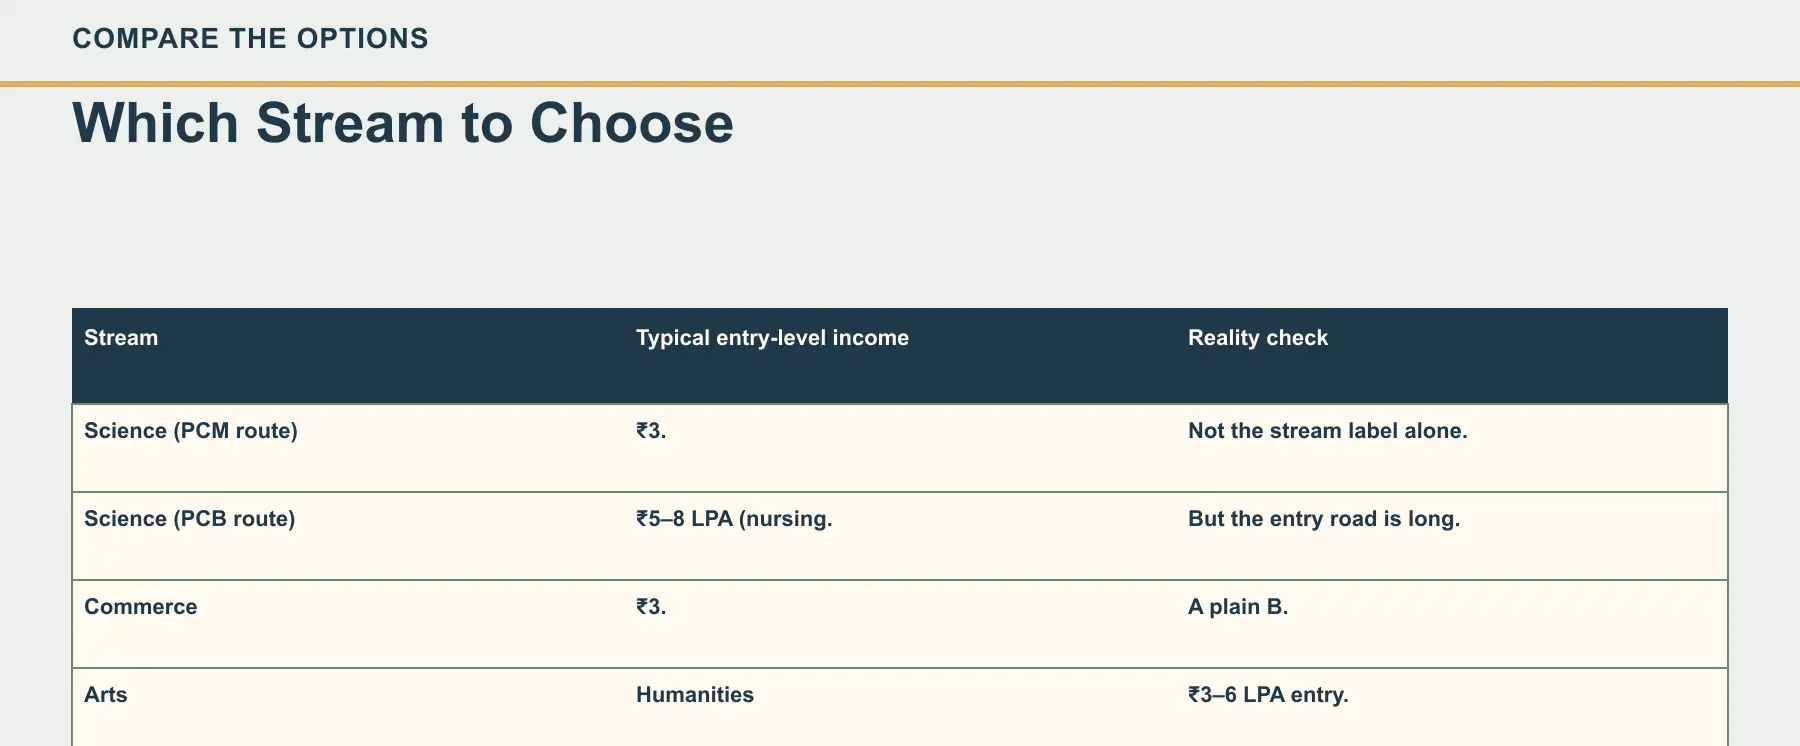 COMPARE THE OPTIONS
Which Stream to Choose
Stream Typical entry-level income Reality check
Science (PCM route) ₹3. Not the stream label alone.
Science (PCB route) ₹5–8 LPA (nursing. But the entry road is long.
Commerce ₹3. A plain B.
Arts Humanities ₹3–6 LPA entry.